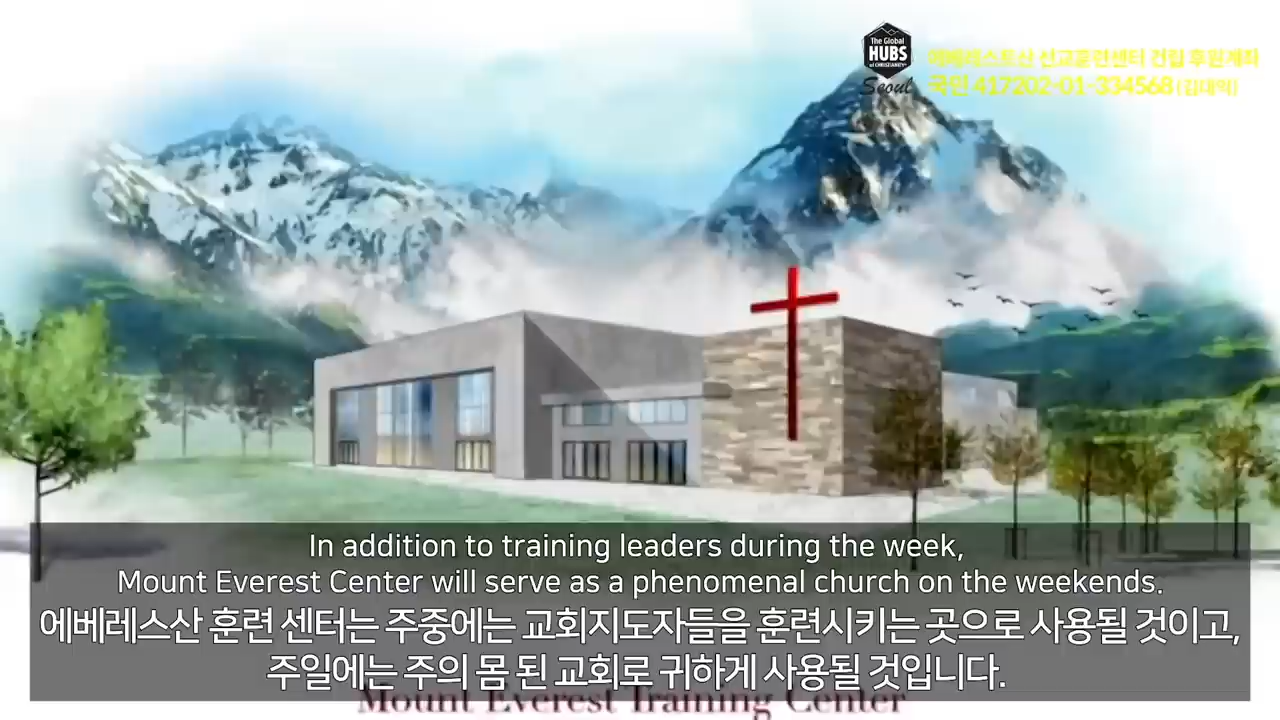 The Global
HUBS
of CHRISTIANITY
Seoul
에베레스트산 선교훈련센터 건립 후원계좌
국민 417202-01-334568 (김대억)
In addition to training leaders during the week,
Mount Everest Center will serve as a phenomenal church on the weekends.
에베레스산 훈련 센터는 주중에는 교회지도자들을 훈련시키는 곳으로 사용될 것이고,
주일에는 주의 몸 된 교회로 귀하게 사용될 것입니다.
Mount Everest Training Center